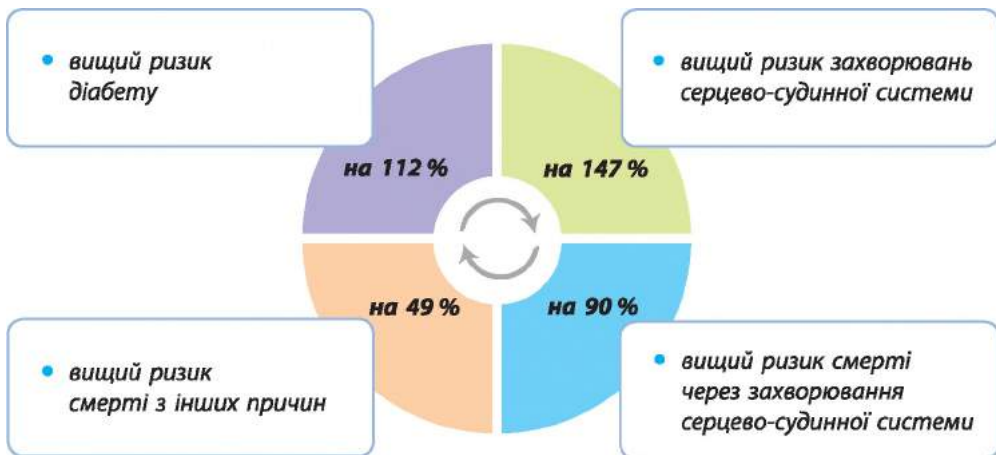 • вищий ризик
діабету
на 112 %
• вищий ризик захворювань
серцево-судинної системи
на 147 %
на 49 %
• вищий ризик
смерті з інших причин
на 90 %
• вищий ризик смерті
через захворювання
серцево-судинної системи